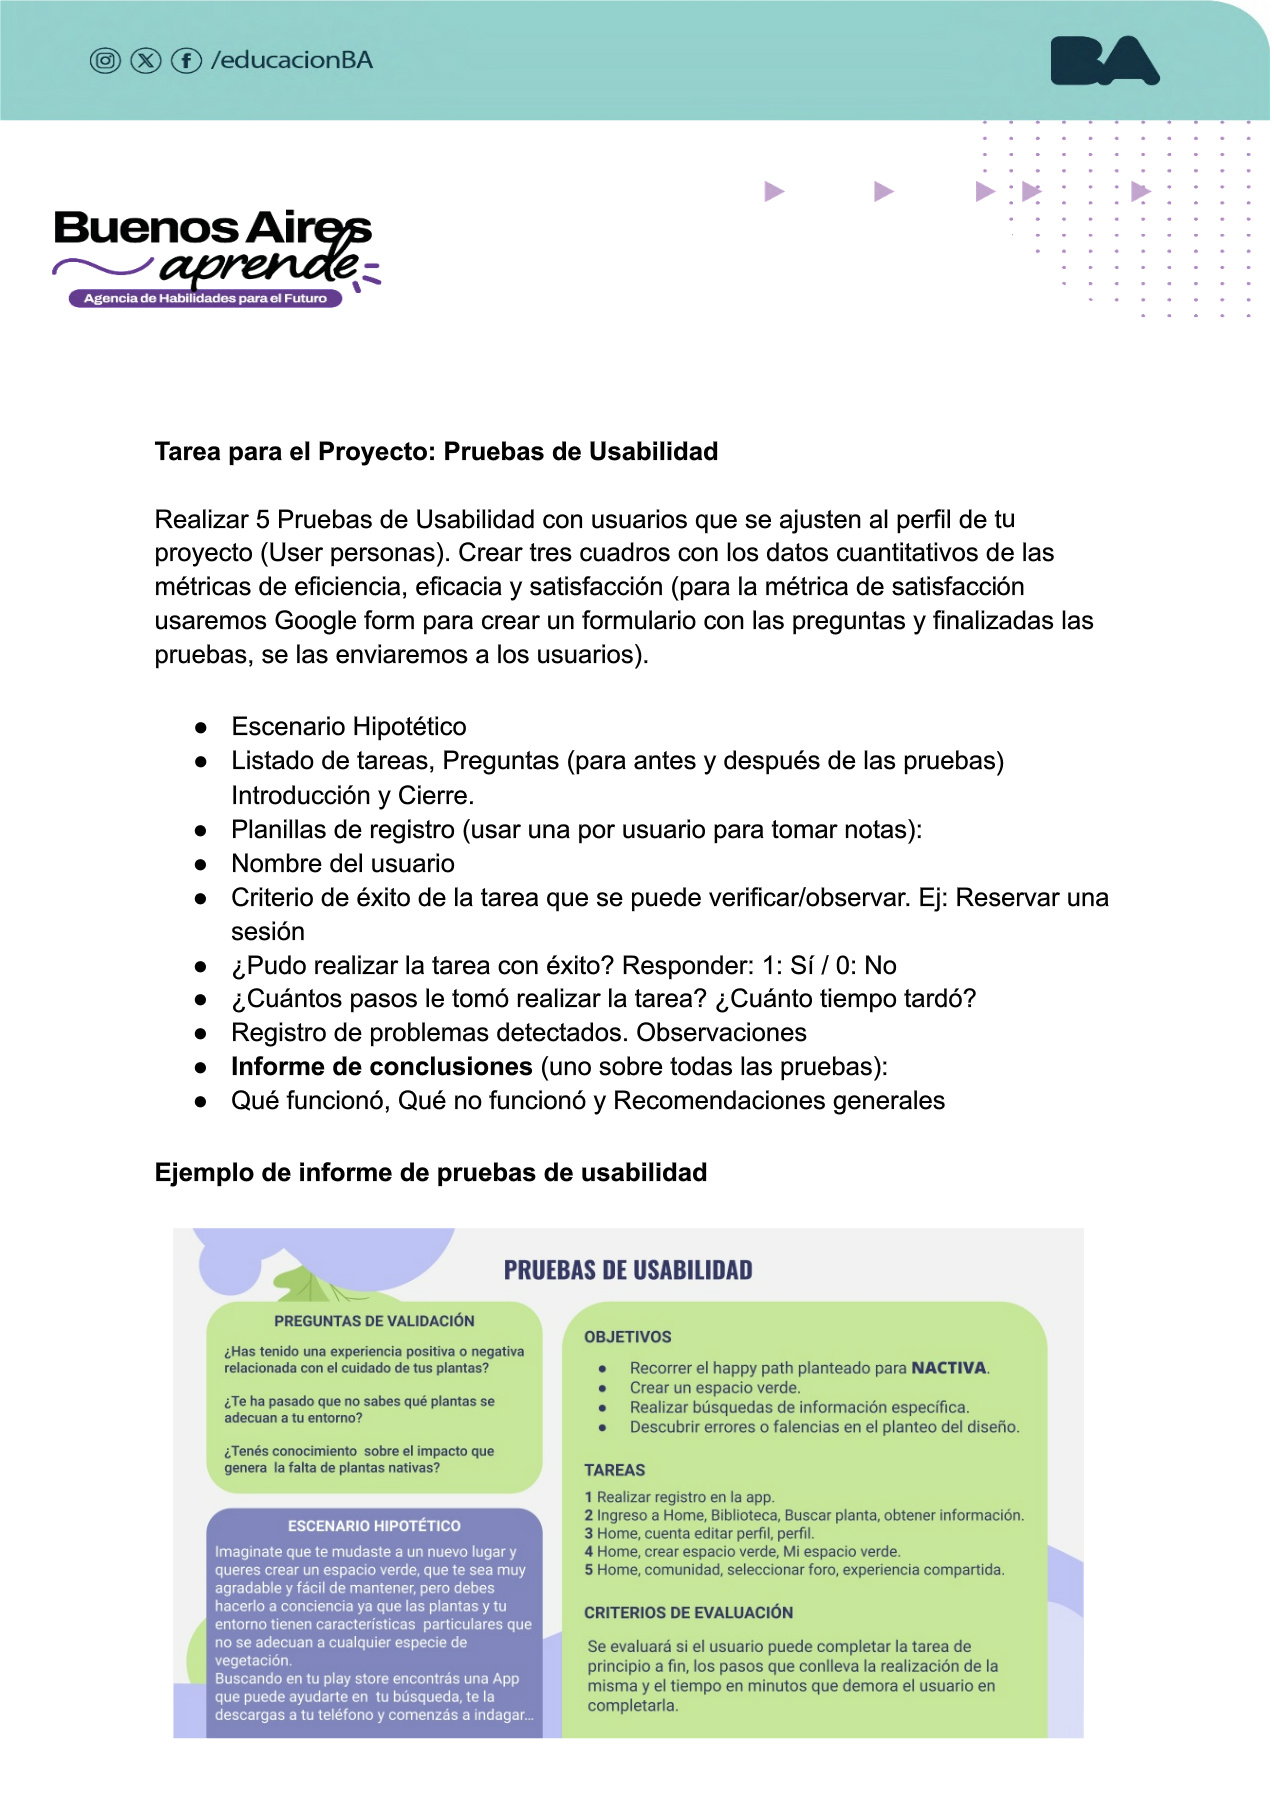 /educacionBA
BA
Buenos Aires
aprende
Agencia de Habilidades para el Futuro
Tarea para el Proyecto: Pruebas de Usabilidad
Realizar 5 Pruebas de Usabilidad con usuarios que se ajusten al perfil de tu
proyecto (User personas). Crear tres cuadros con los datos cuantitativos de las
métricas de eficiencia, eficacia y satisfacción (para la métrica de satisfacción
usaremos Google form para crear un formulario con las preguntas y finalizadas las
pruebas, se las enviaremos a los usuarios).
● Escenario Hipotético
● Listado de tareas, Preguntas (para antes y después de las pruebas)
Introducción y Cierre.
● Planillas de registro (usar una por usuario para tomar notas):
● Nombre del usuario
● Criterio de éxito de la tarea que se puede verificar/observar. Ej: Reservar una
sesión
● ¿Pudo realizar la tarea con éxito? Responder: 1: Sí / 0: No
● ¿Cuántos pasos le tomó realizar la tarea? ¿Cuánto tiempo tardó?
● Registro de problemas detectados. Observaciones
● Informe de conclusiones (uno sobre todas las pruebas):
● Qué funcionó, Qué no funcionó y Recomendaciones generales
Ejemplo de informe de pruebas de usabilidad
PRUEBAS DE USABILIDAD
PREGUNTAS DE VALIDACIÓN
¿Has tenido una experiencia positiva o negativa
relacionada con el cuidado de tus plantas?
¿Te ha pasado que no sabes qué plantas se
adecuan a tu entorno?
¿Tenés conocimiento sobre el impacto que
genera la falta de plantas nativas?
ESCENARIO HIPOTÉTICO
Imaginate que te mudaste a un nuevo lugar y
queres crear un espacio verde, que te sea muy
agradable y fácil de mantener, pero debes
hacerlo a conciencia ya que las plantas y tu
entorno tienen características particulares que
no se adecuan a cualquier especie de
vegetación.
Buscando en tu play store encontrás una App
que puede ayudarte en tu búsqueda, te la
descargas a tu teléfono y comenzás a indagar...
OBJETIVOS
● Recorrer el happy path planteado para NACTIVA.
● Crear un espacio verde.
● Realizar búsquedas de información específica.
● Descubrir errores o falencias en el planteo del diseño.
TAREAS
1 Realizar registro en la app.
2 Ingreso a Home, Biblioteca, Buscar planta, obtener información.
3 Home, cuenta editar perfil, perfil.
4 Home, crear espacio verde, Mi espacio verde.
5 Home, comunidad, seleccionar foro, experiencia compartida.
CRITERIOS DE EVALUACIÓN
Se evaluará si el usuario puede completar la tarea de
principio a fin, los pasos que conlleva la realización de la
misma y el tiempo en minutos que demora el usuario en
completarla.